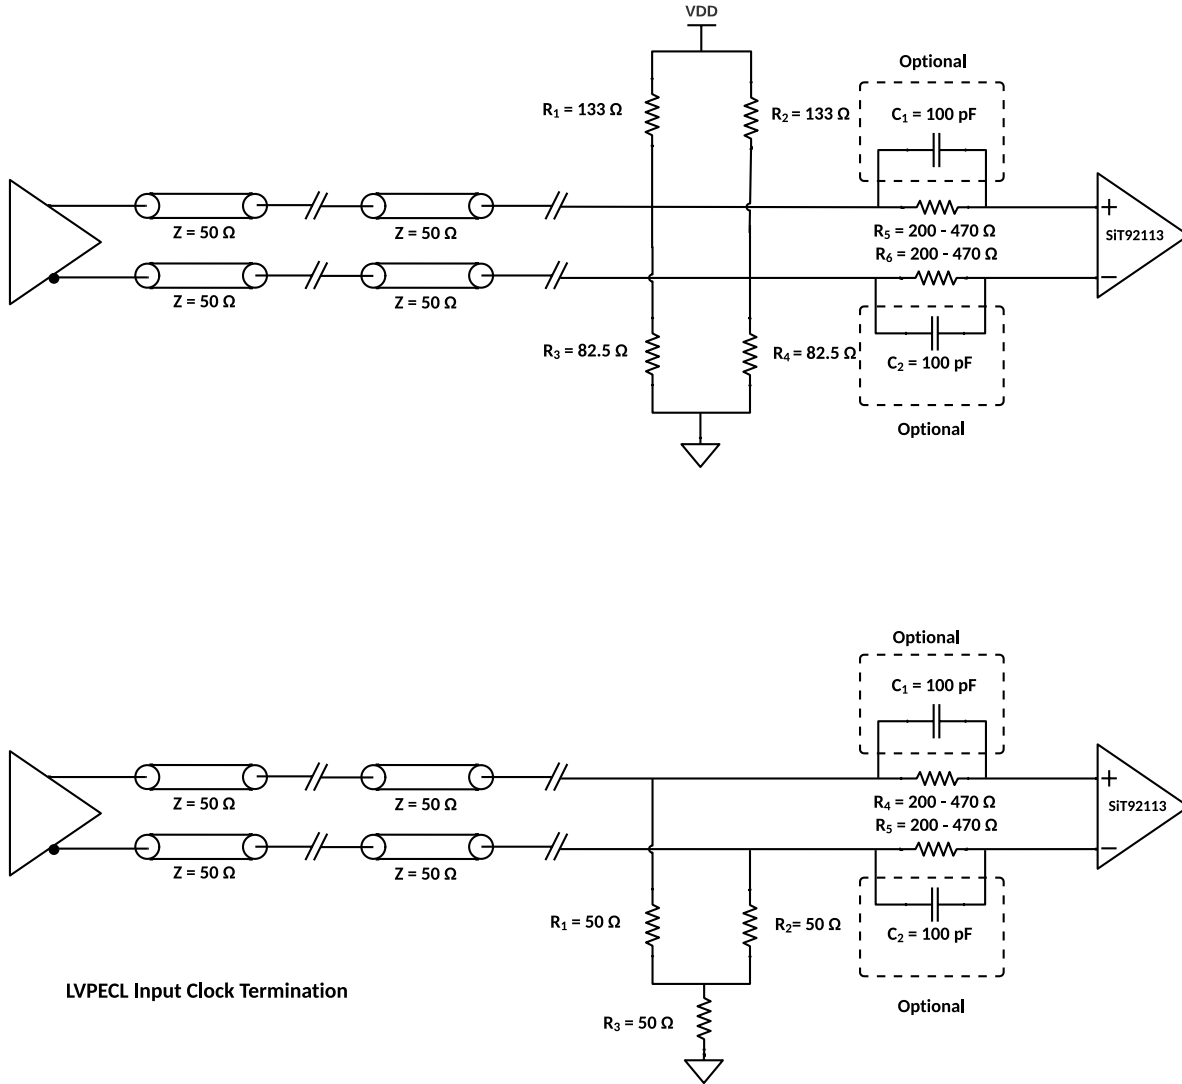 VDD
Optional
R₁ = 133 Ω
R₂ = 133 Ω
C₁ = 100 pF
Z = 50 Ω
Z = 50 Ω
R₅ = 200 - 470 Ω
+
SiT92113
R₆ = 200 - 470 Ω
−
Z = 50 Ω
Z = 50 Ω
R₃ = 82.5 Ω
R₄ = 82.5 Ω
C₂ = 100 pF
Optional
Optional
C₁ = 100 pF
Z = 50 Ω
Z = 50 Ω
R₄ = 200 - 470 Ω
+
SiT92113
R₅ = 200 - 470 Ω
−
Z = 50 Ω
Z = 50 Ω
R₁ = 50 Ω
R₂= 50 Ω
C₂ = 100 pF
LVPECL Input Clock Termination
Optional
R₃ = 50 Ω